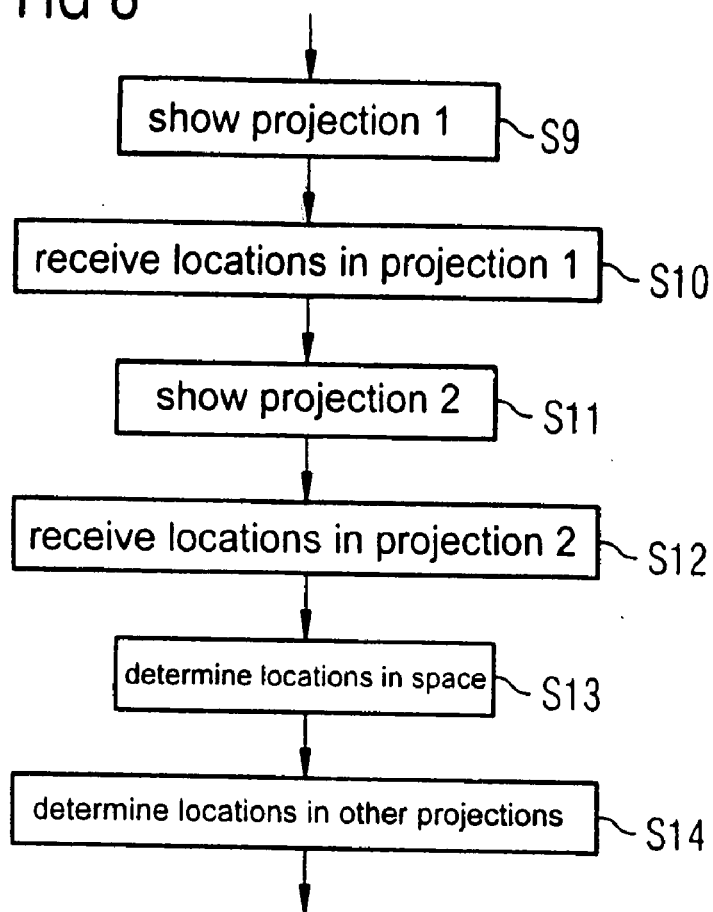 show projection 1
S9
receive locations in projection 1
S10
show projection 2
S11
receive locations in projection 2
S12
determine locations in space
S13
determine locations in other projections
S14